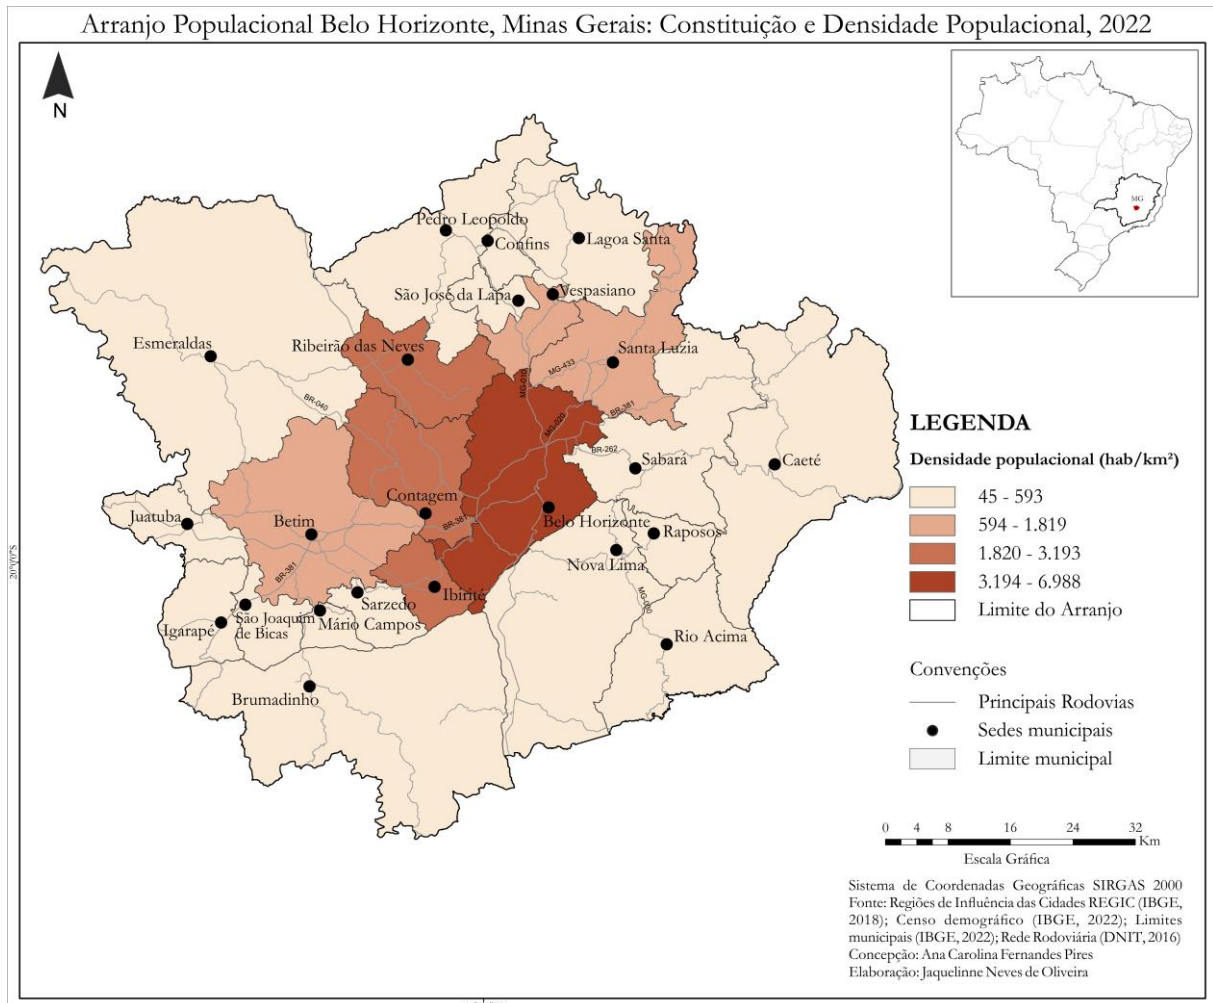 Arranjo Populacional Belo Horizonte, Minas Gerais: Constituição e Densidade Populacional, 2022
N
MG
Pedro Leopoldo
Confins
Lagoa Santa
São José da Lapa
Vespasiano
Esmeraldas
Ribeirão das Neves
Santa Luzia
MG-433
MG-010
BR-040
MG-020
BR-381
BR-262
Sabará
Caeté
Contagem
Juatuba
Betim
BR-381
Belo Horizonte
Raposos
Nova Lima
BR-381
Ibirité
Sarzedo
MG-030
São Joaquim
de Bicas
Mário Campos
Igarapé
Rio Acima
Brumadinho
20°0'0"S
LEGENDA
Densidade populacional (hab/km²)
45 - 593
594 - 1.819
1.820 - 3.193
3.194 - 6.988
Limite do Arranjo
Convenções
Principais Rodovias
Sedes municipais
Limite municipal
0 4 8 16 24 32
Km
Escala Gráfica
Sistema de Coordenadas Geográficas SIRGAS 2000
Fonte: Regiões de Influência das Cidades REGIC (IBGE,
2018); Censo demográfico (IBGE, 2022); Limites
municipais (IBGE, 2022); Rede Rodoviária (DNIT, 2016)
Concepção: Ana Carolina Fernandes Pires
Elaboração: Jaquelinne Neves de Oliveira